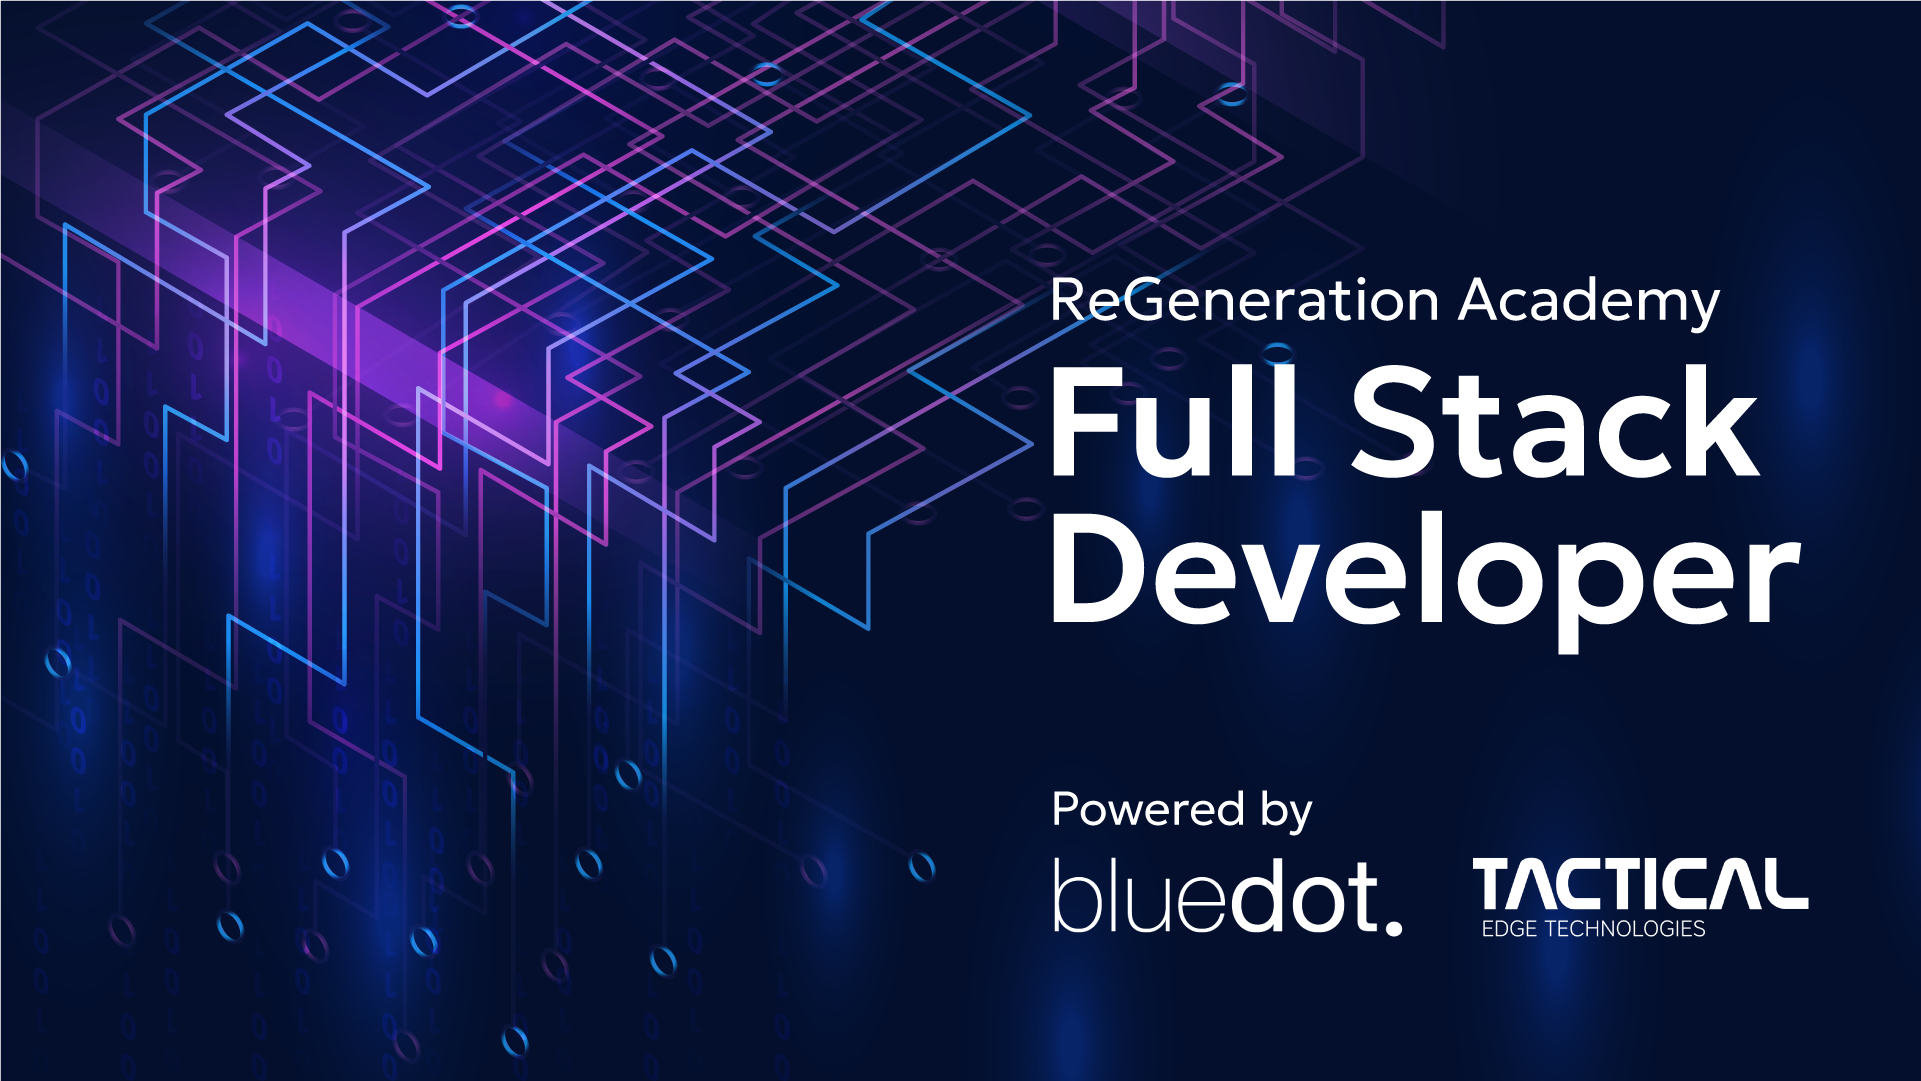 ReGeneration Academy
Full Stack
Developer
Powered by
bluedot.
TACTICAL
EDGE TECHNOLOGIES